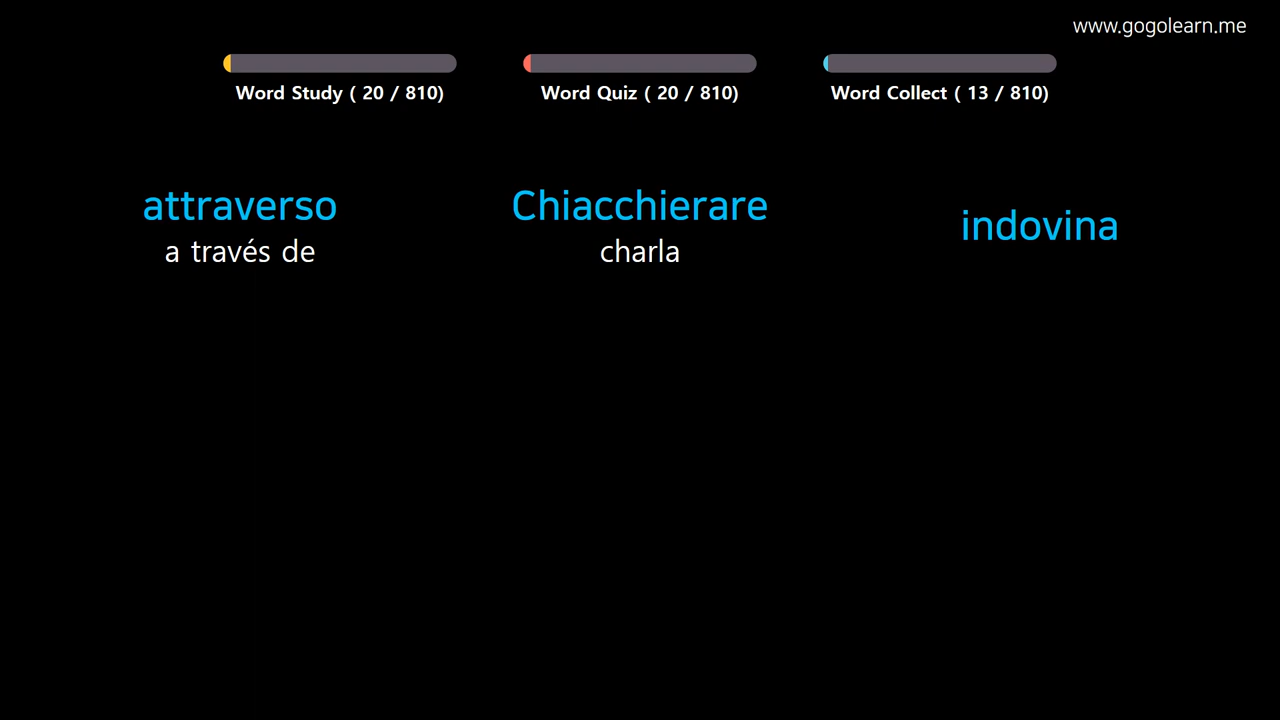 www.gogolearn.me
Word Study ( 20 / 810)
Word Quiz ( 20 / 810)
Word Collect ( 13 / 810)
attraverso
a través de
Chiacchierare
charla
indovina